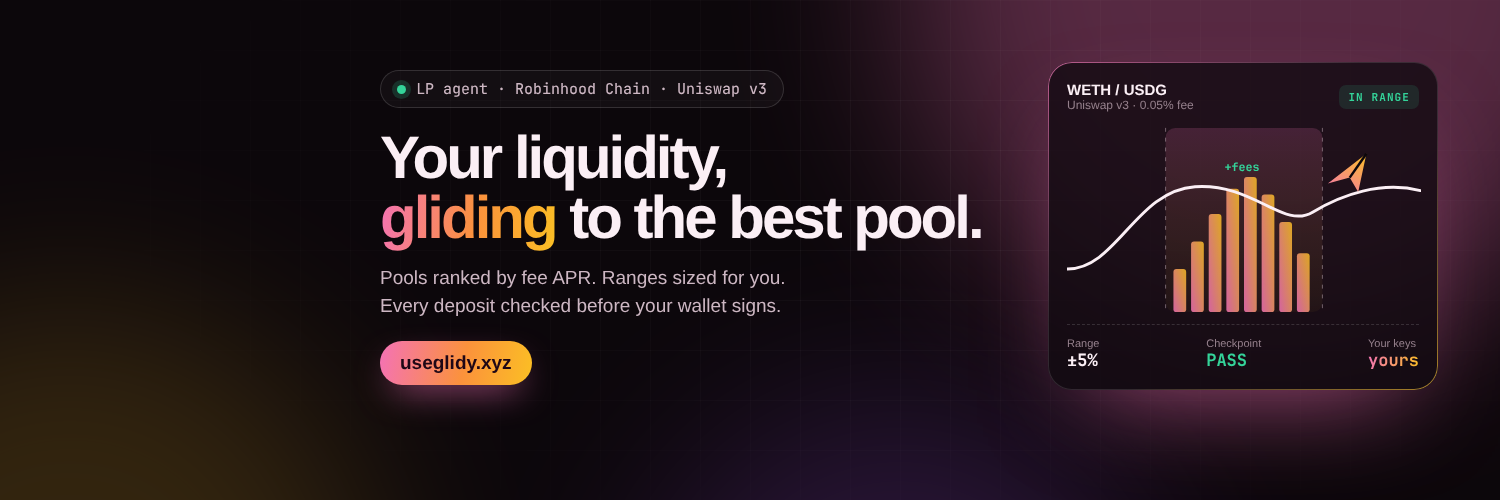 LP agent · Robinhood Chain · Uniswap v3
Your liquidity,
gliding to the best pool.
Pools ranked by fee APR. Ranges sized for you.
Every deposit checked before your wallet signs.
useglidy.xyz
WETH / USDG
Uniswap v3 · 0.05% fee
IN RANGE
+fees
Range
±5%
Checkpoint
PASS
Your keys
yours